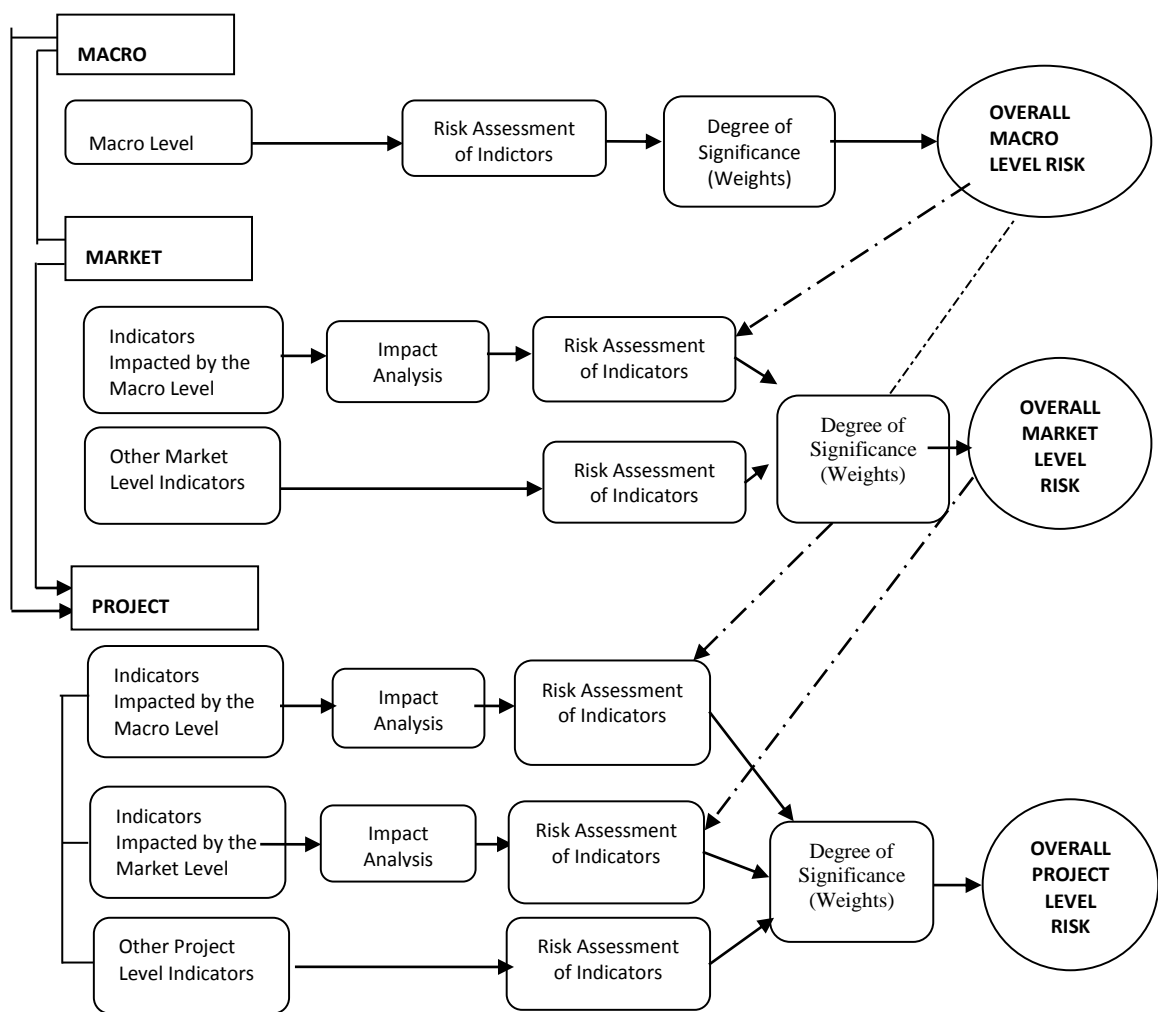 MACRO
Macro Level
Risk Assessment
of Indictors
Degree of
Significance
(Weights)
OVERALL
MACRO
LEVEL RISK
MARKET
Indicators
Impacted by the
Macro Level
Impact
Analysis
Risk Assessment
of Indicators
Other Market
Level Indicators
Risk Assessment
of Indicators
Degree of
Significance
(Weights)
OVERALL
MARKET
LEVEL
RISK
PROJECT
Indicators
Impacted by the
Macro Level
Impact
Analysis
Risk Assessment
of Indicators
Indicators
Impacted by the
Market Level
Impact
Analysis
Risk Assessment
of Indicators
Other Project
Level Indicators
Risk Assessment
of Indicators
Degree of
Significance
(Weights)
OVERALL
PROJECT
LEVEL
RISK